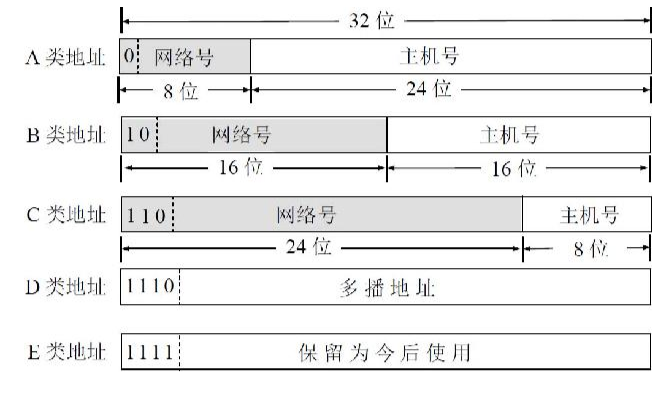 32 位
A 类地址 0 网络号 主机号
8 位 24 位
B 类地址 10 网络号 主机号
16 位 16 位
C 类地址 110 网络号 主机号
24 位 8 位
D 类地址 1110 多播地址
E 类地址 1111 保留为今后使用